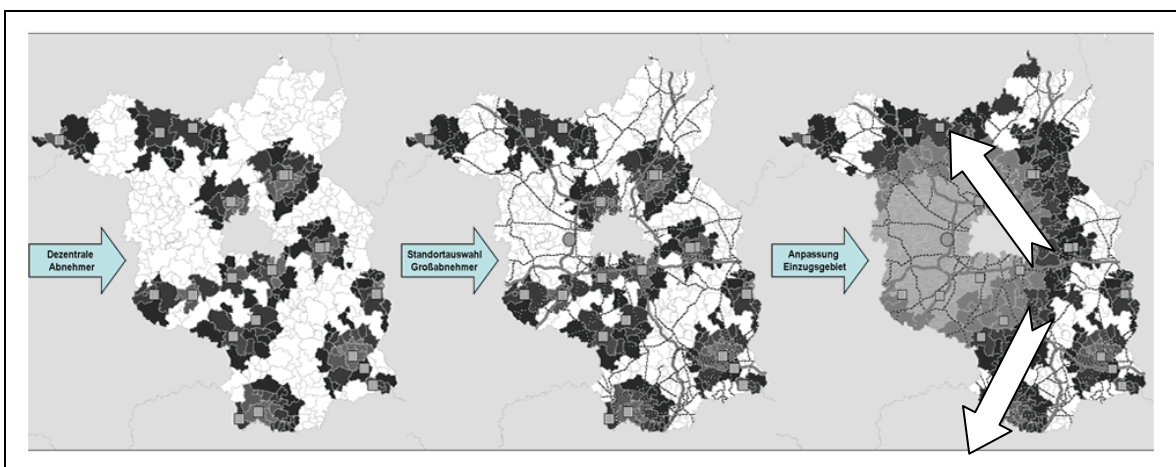 Dezentrale
Abnehmer
Standortauswahl
Großabnehmer
Anpassung
Einzugsgebiet